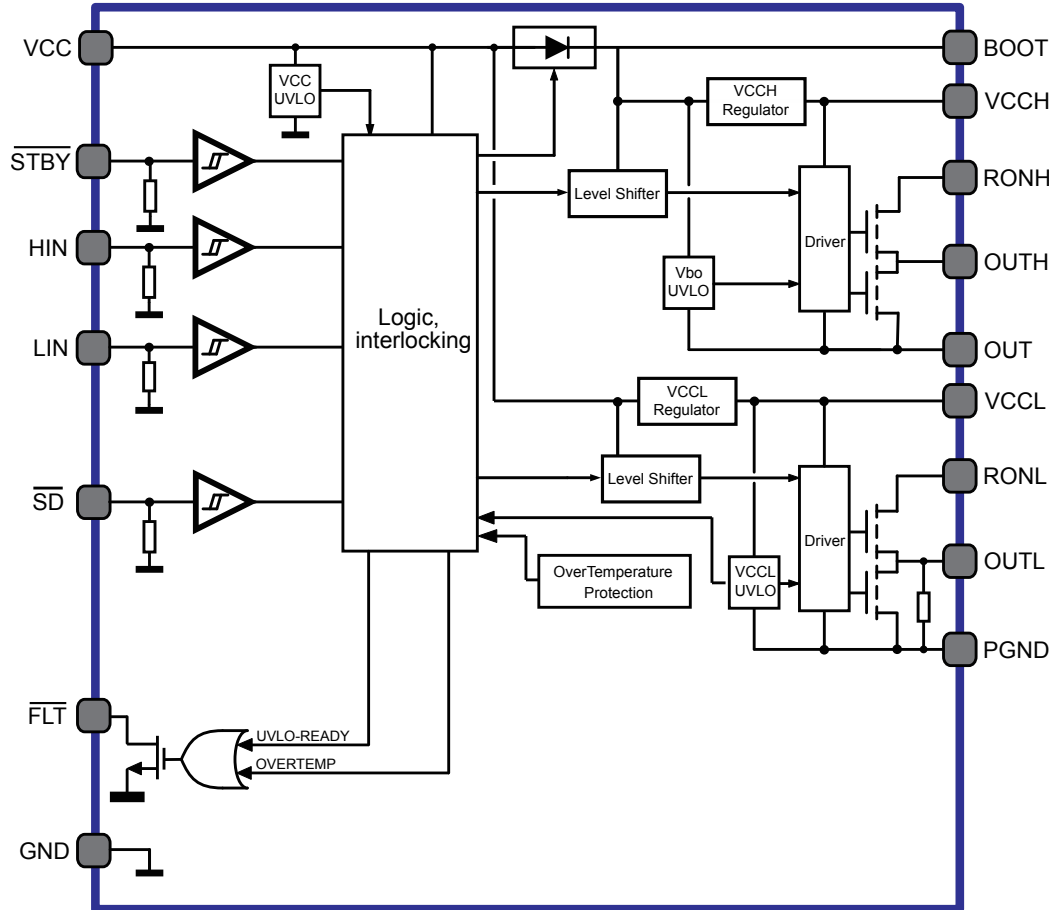 VCC
BOOT
VCC
UVLO
VCCH
Regulator
VCCH
STBY
RONH
Level Shifter
Driver
HIN
OUTH
Vbo
UVLO
Logic,
interlocking
LIN
OUT
VCCL
Regulator
VCCL
SD
Level Shifter
RONL
Driver
OverTemperature
Protection
VCCL
UVLO
OUTL
PGND
FLT
UVLO-READY
OVERTEMP
GND